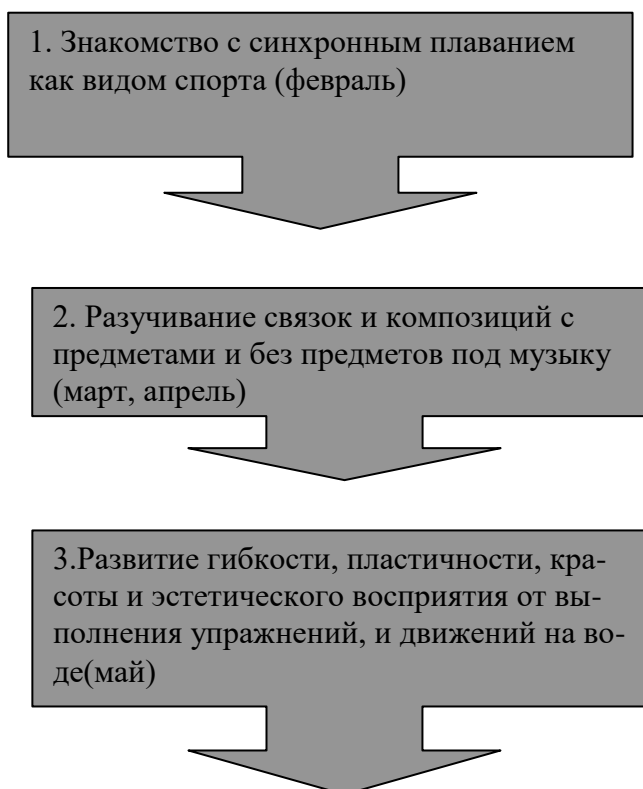 1. Знакомство с синхронным плаванием
как видом спорта (февраль)
2. Разучивание связок и композиций с
предметами и без предметов под музыку
(март, апрель)
3.Развитие гибкости, пластичности, кра-
соты и эстетического восприятия от вы-
полнения упражнений, и движений на во-
де(май)